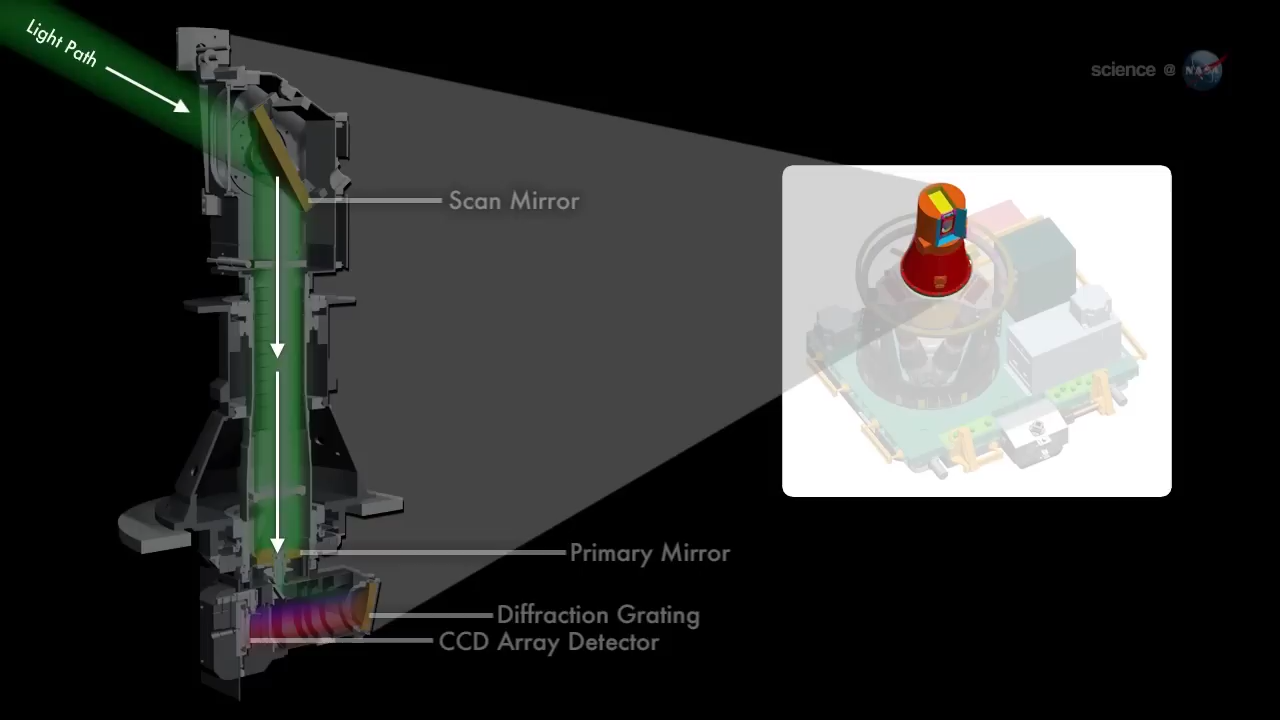 Light Path
science @ NASA
Scan Mirror
Primary Mirror
Diffraction Grating
CCD Array Detector